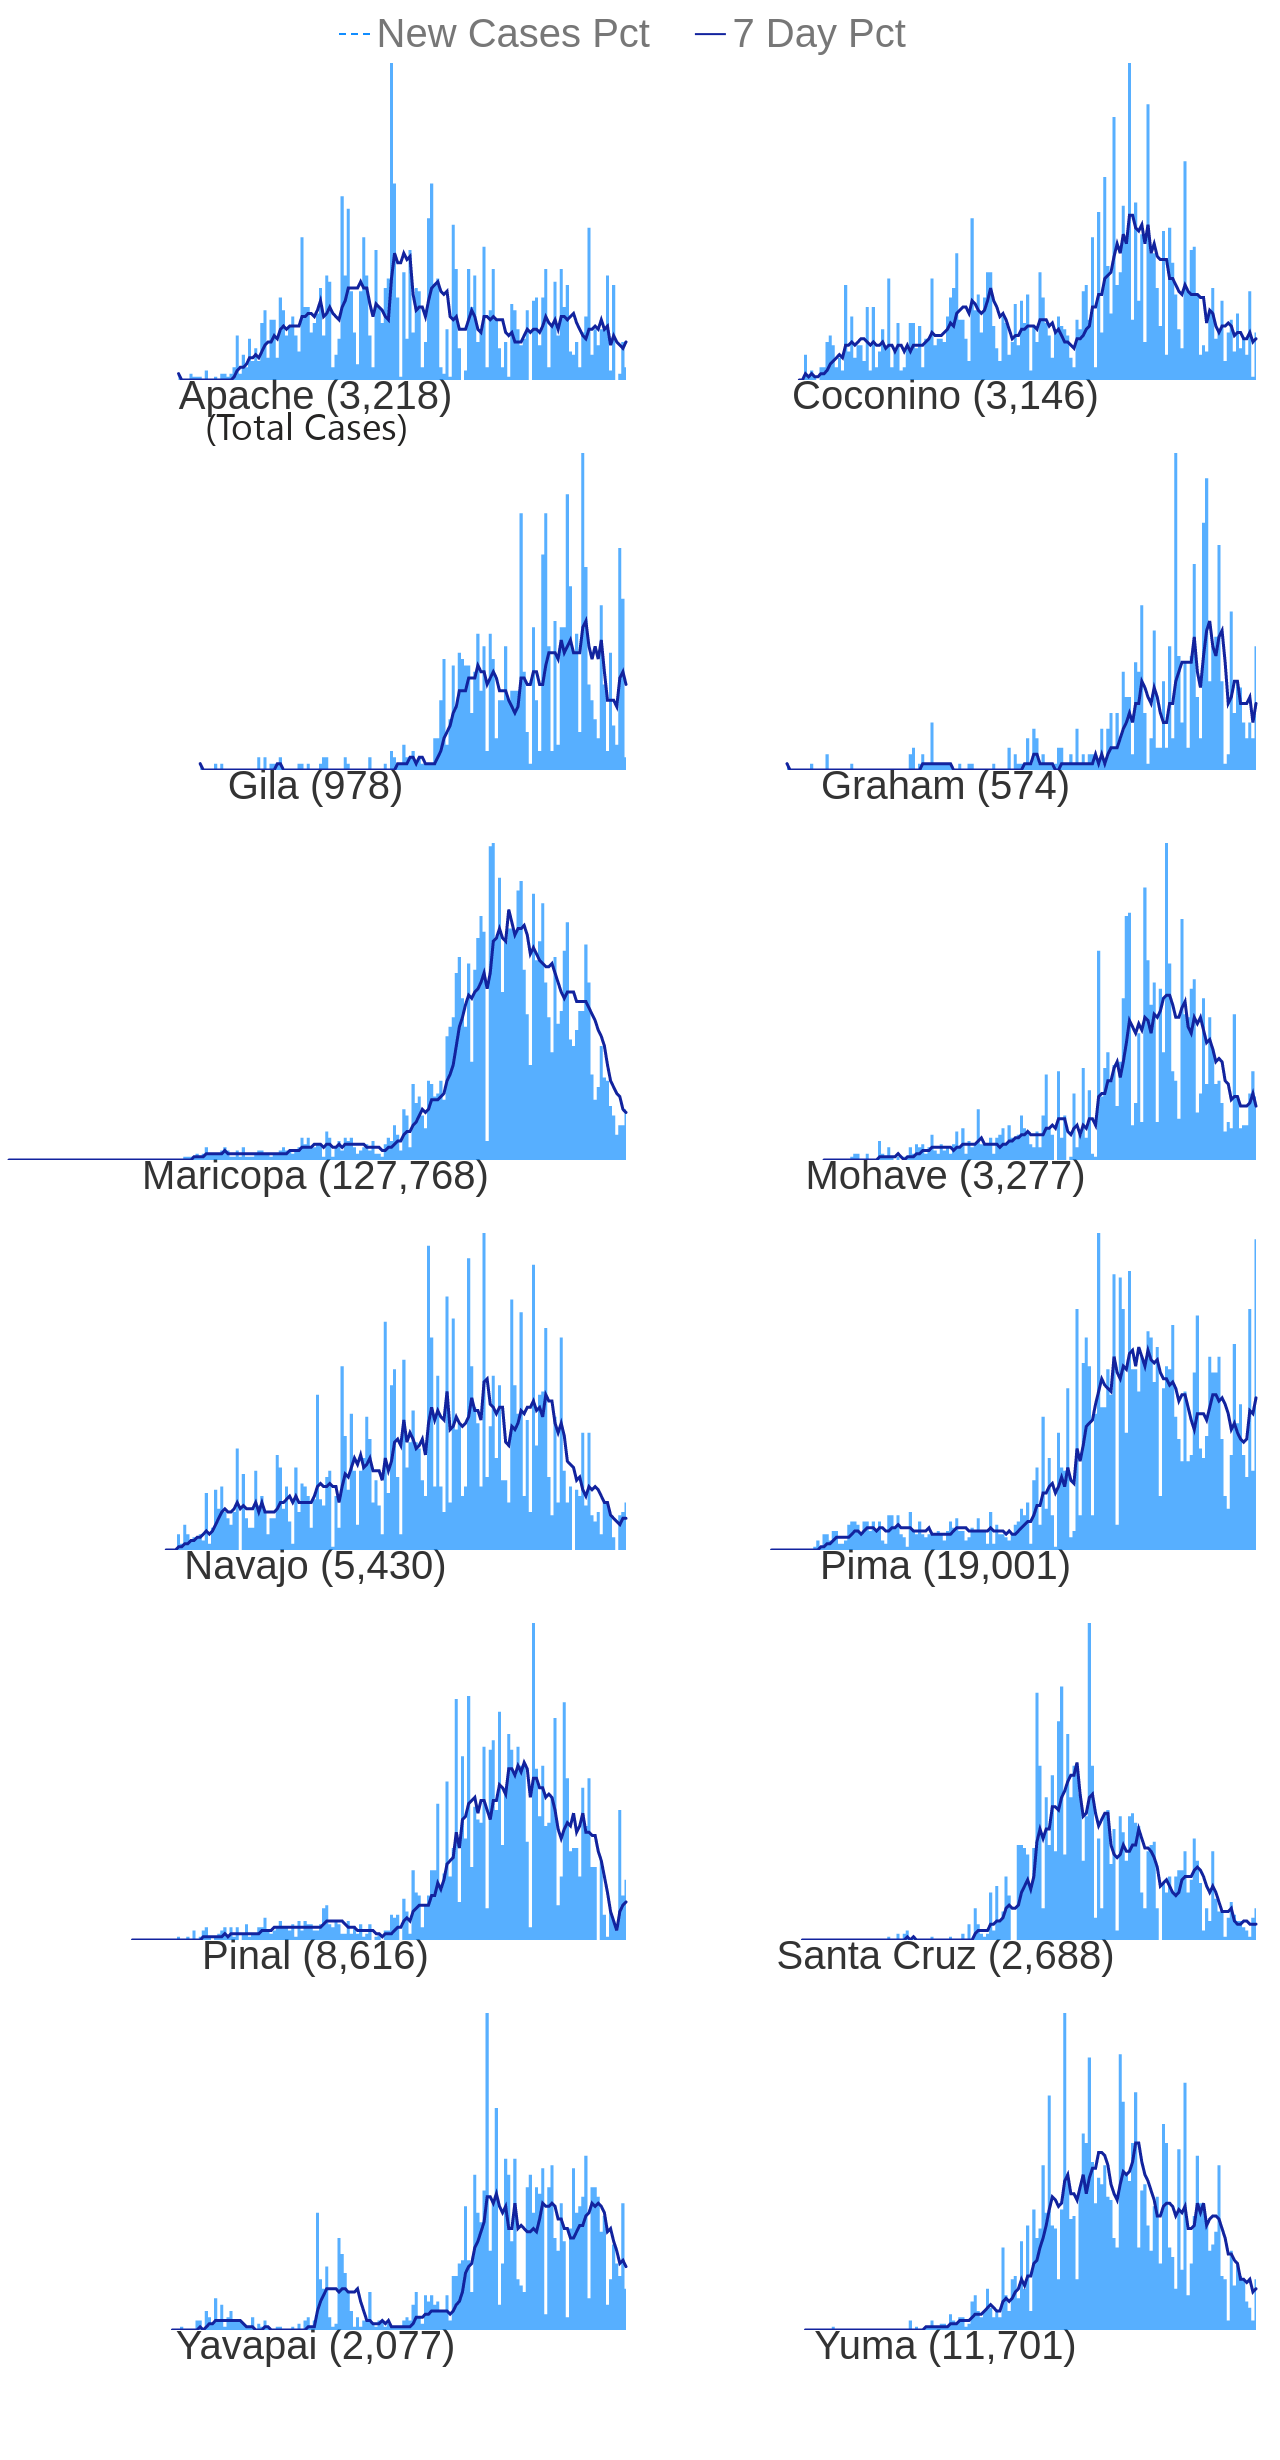 New Cases Pct 7 Day Pct
Apache (3,218) Coconino (3,146)
(Total Cases)
Gila (978) Graham (574)
Maricopa (127,768) Mohave (3,277)
Navajo (5,430) Pima (19,001)
Pinal (8,616) Santa Cruz (2,688)
Yavapai (2,077) Yuma (11,701)